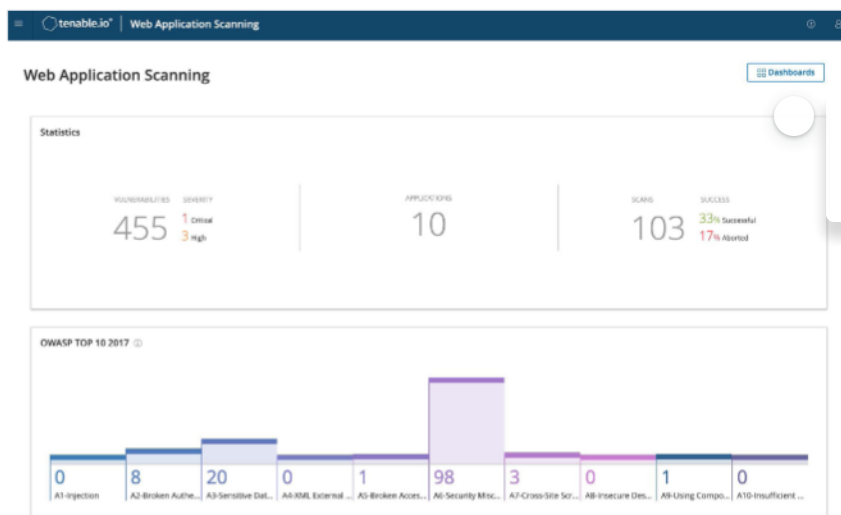 tenable.io® | Web Application Scanning
Web Application Scanning
Dashboards
Statistics
VULNERABILITIES SEVERITY
455
1 Critical
3 High
APPLICATIONS
10
SCANS SUCCESS
103
33% Successful
17% Aborted
OWASP TOP 10 2017
0 8 20 0 1 98 3 0 1 0
A1-Injection A2-Broken Authe... A3-Sensitive Dat... A4-XML External ... A5-Broken Acces... A6-Security Misc... A7-Cross-Site Scr... A8-Insecure Des... A9-Using Compo... A10-Insufficient ...